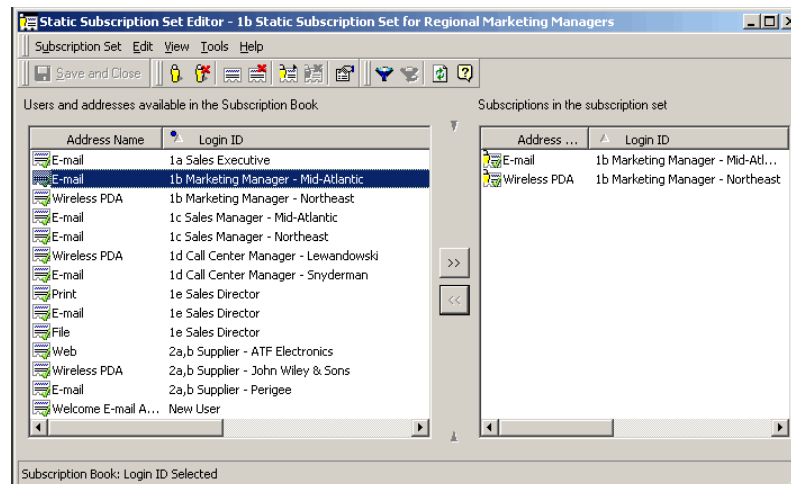 Static Subscription Set Editor - 1b Static Subscription Set for Regional Marketing Managers
Subscription Set Edit View Tools Help
Save and Close
Users and addresses available in the Subscription Book
Address Name Login ID
E-mail 1a Sales Executive
E-mail 1b Marketing Manager - Mid-Atlantic
Wireless PDA 1b Marketing Manager - Northeast
E-mail 1c Sales Manager - Mid-Atlantic
E-mail 1c Sales Manager - Northeast
Wireless PDA 1d Call Center Manager - Lewandowski
E-mail 1d Call Center Manager - Snyderman
Print 1e Sales Director
E-mail 1e Sales Director
File 1e Sales Director
Web 2a,b Supplier - ATF Electronics
Wireless PDA 2a,b Supplier - John Wiley & Sons
E-mail 2a,b Supplier - Perigee
Welcome E-mail A... New User
>>
<<
Subscriptions in the subscription set
Address ... Login ID
E-mail 1b Marketing Manager - Mid-Atl...
Wireless PDA 1b Marketing Manager - Northeast
Subscription Book: Login ID Selected